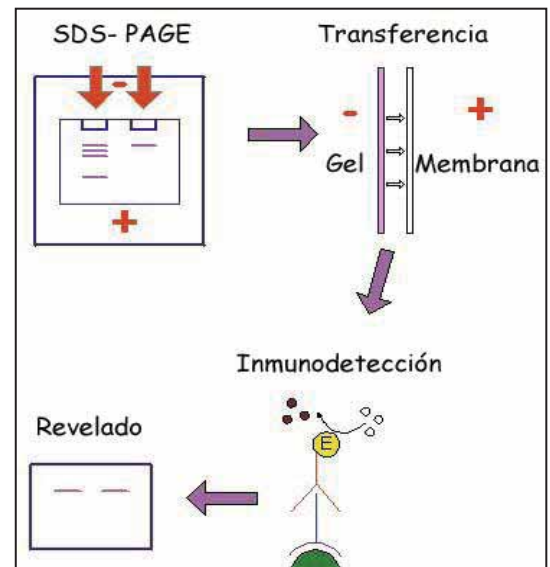 SDS- PAGE
Transferencia
-
+
-
+
Gel
Membrana
Inmunodetección
E
Revelado